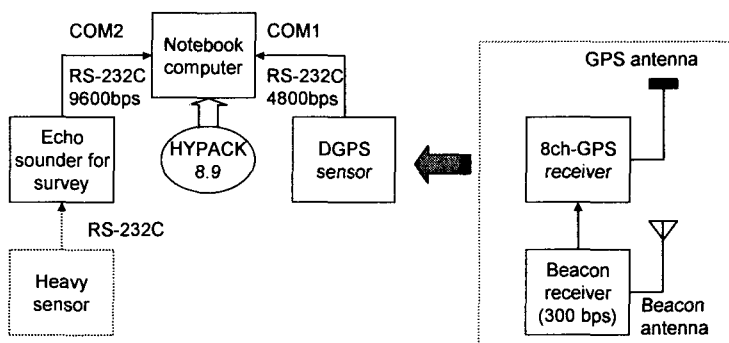 COM2
Notebook
computer
COM1
RS-232C
9600bps
RS-232C
4800bps
GPS antenna
Echo
sounder for
survey
HYPACK
8.9
DGPS
sensor
8ch-GPS
receiver
RS-232C
Heavy
sensor
Beacon
receiver
(300 bps)
Beacon
antenna